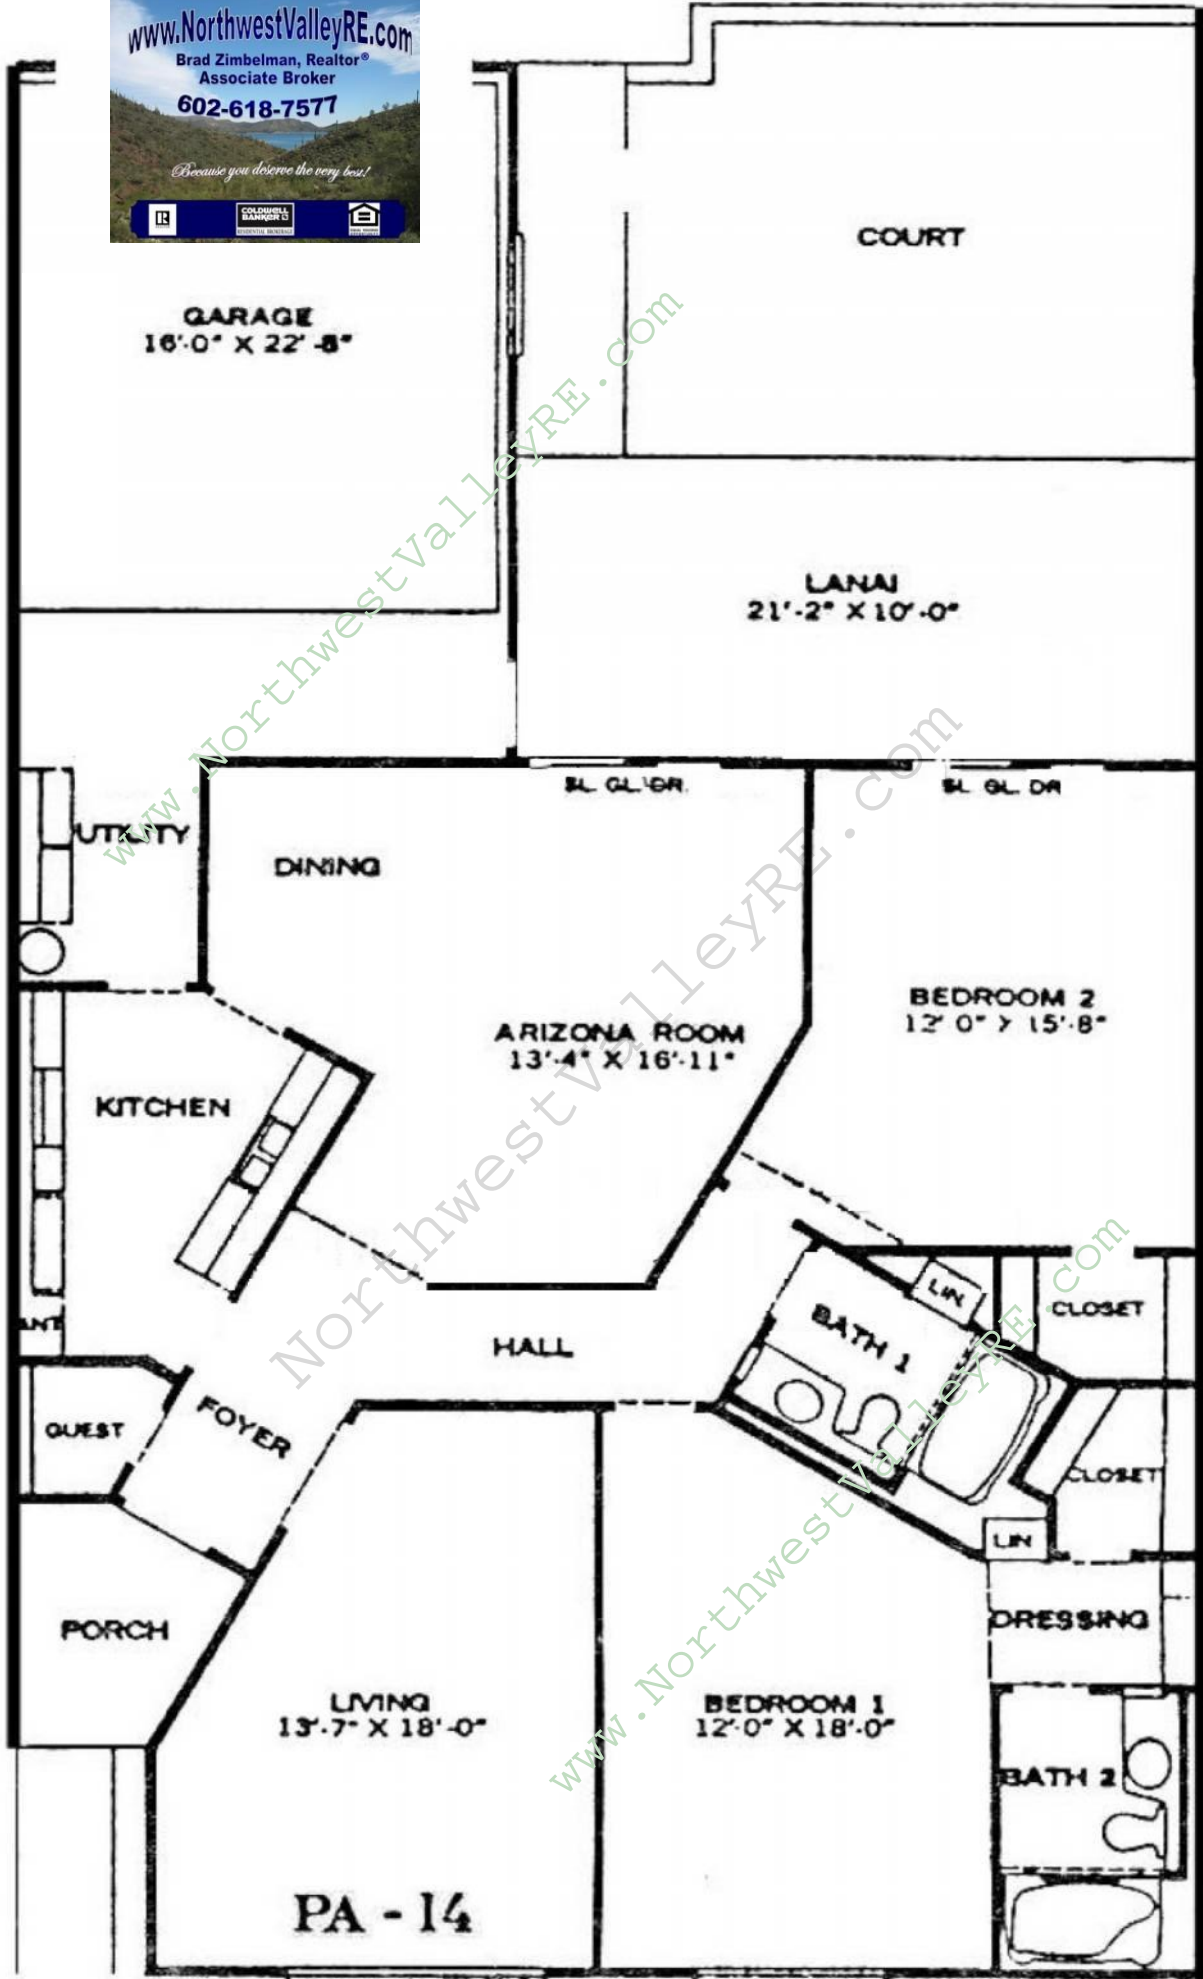 www.NorthwestValleyRE.com
Brad Zimbelman, Realtor®
Associate Broker
602-618-7577
Because you deserve the very best!
COLDWELL
BANKER
RESIDENTIAL BROKERAGE
COURT
GARAGE
16'-0" X 22'-8"
LANAI
21'-2" X 10'-0"
SL. GL. DR.
SL. GL. DR
UTILITY
DINING
BEDROOM 2
12' 0" X 15'-8"
ARIZONA ROOM
13'-4" X 16'-11"
KITCHEN
LIN
CLOSET
BATH 1
HALL
FOYER
GUEST
CLOSET
LIN
PORCH
DRESSING
LIVING
13'-7" X 18'-0"
BEDROOM 1
12'-0" X 18'-0"
BATH 2
PA - 14
www.NorthwestValleyRE.com
NorthwestValleyRE.com
www.NorthwestValleyRE.com